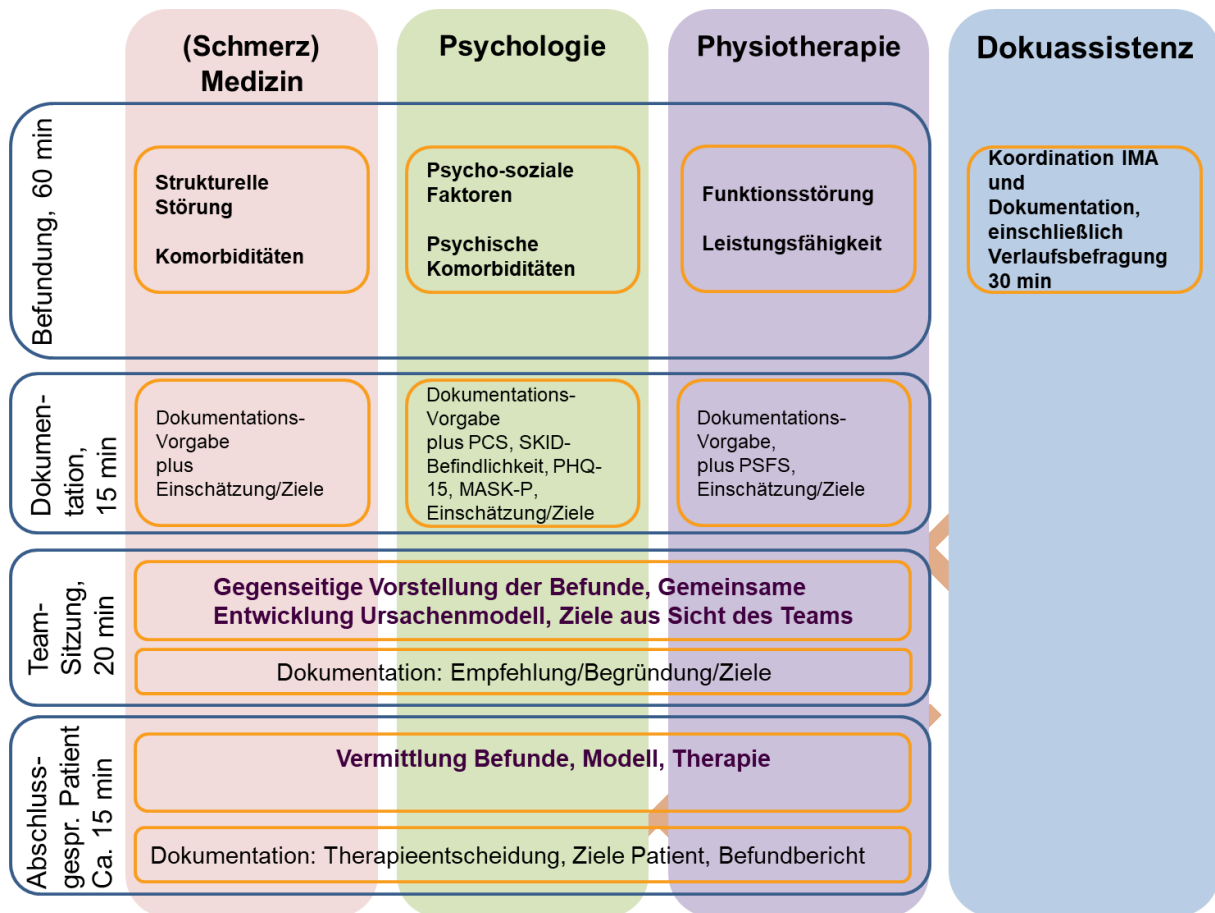 (Schmerz)
Medizin
Psychologie
Physiotherapie
Dokuassistenz
Befundung, 60 min
Strukturelle
Störung
Komorbiditäten
Psycho-soziale
Faktoren
Psychische
Komorbiditäten
Funktionsstörung
Leistungsfähigkeit
Koordination IMA
und
Dokumentation,
einschließlich
Verlaufsbefragung
30 min
Dokumen-
tation,
15 min
Dokumentations-
Vorgabe
plus
Einschätzung/Ziele
Dokumentations-
Vorgabe
plus PCS, SKID-
Befindlichkeit, PHQ-
15, MASK-P,
Einschätzung/Ziele
Dokumentations-
Vorgabe,
plus PSFS,
Einschätzung/Ziele
Team-
Sitzung,
20 min
Gegenseitige Vorstellung der Befunde, Gemeinsame
Entwicklung Ursachenmodell, Ziele aus Sicht des Teams
Dokumentation: Empfehlung/Begründung/Ziele
Abschluss-
gespr. Patient
Ca. 15 min
Vermittlung Befunde, Modell, Therapie
Dokumentation: Therapieentscheidung, Ziele Patient, Befundbericht